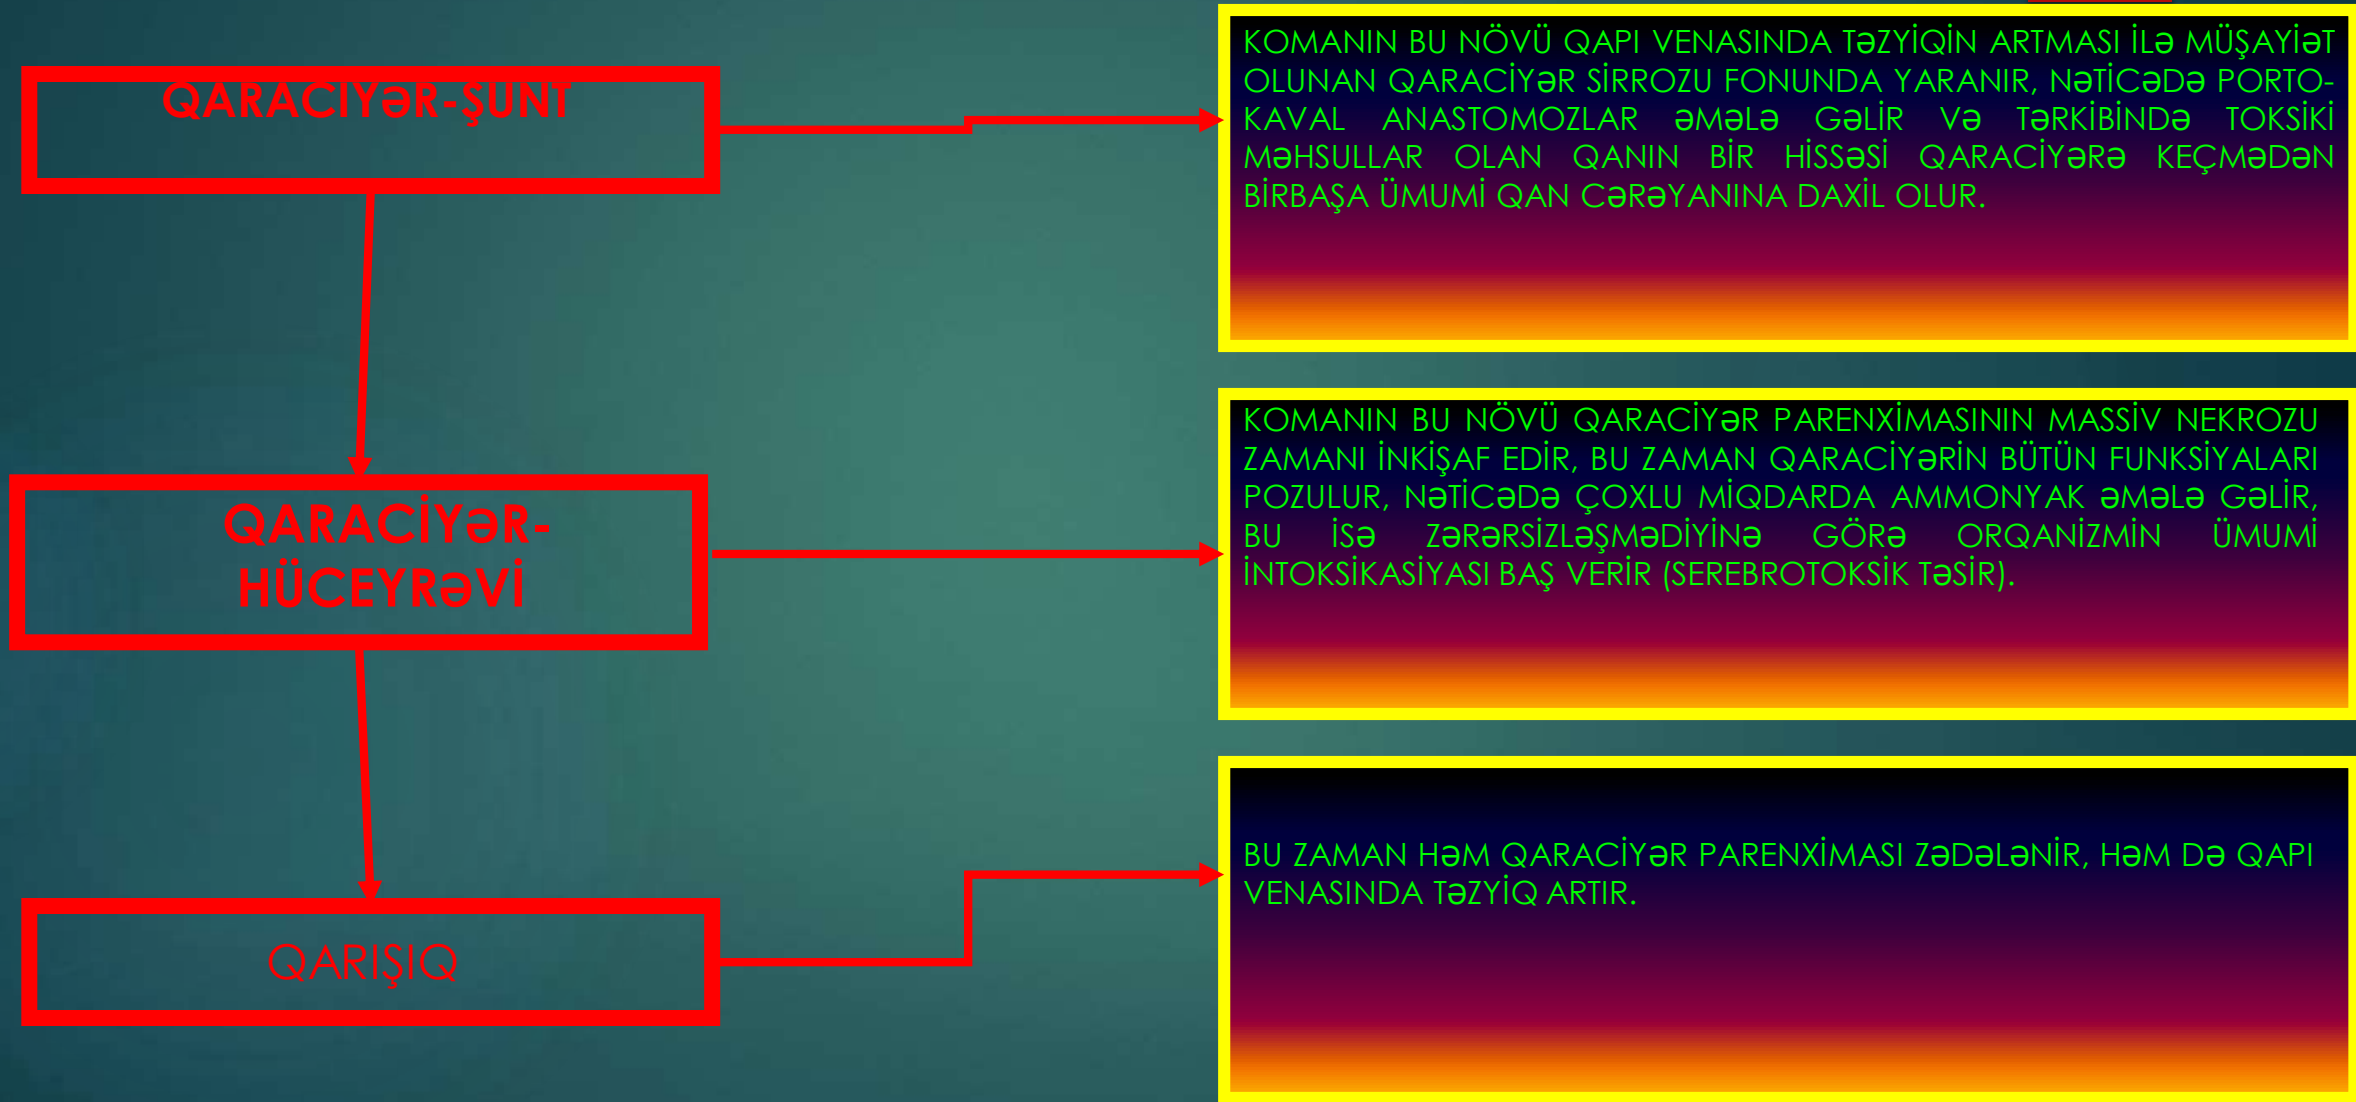 QARACİYƏR-ŞUNT
KOMANIN BU NÖVÜ QAPI VENASINDA TƏZYİQİN ARTMASI İLƏ MÜŞAYİƏT
OLUNAN QARACİYƏR SİRROZU FONUNDA YARANIR, NƏTİCƏDƏ PORTO-
KAVAL ANASTOMOZLAR ƏMƏLƏ GƏLİR VƏ TƏRKİBİNDƏ TOKSİKİ
MƏHSULLAR OLAN QANIN BİR HİSSƏSİ QARACİYƏRƏ KEÇMƏDƏN
BİRBAŞA ÜMUMİ QAN CƏRƏYANINA DAXİL OLUR.
QARACİYƏR-
HÜCEYRƏVİ
KOMANIN BU NÖVÜ QARACİYƏR PARENXİMASININ MASSİV NEKROZU
ZAMANI İNKİŞAF EDİR, BU ZAMAN QARACİYƏRİN BÜTÜN FUNKSİYALARI
POZULUR, NƏTİCƏDƏ ÇOXLU MİQDARDA AMMONYAK ƏMƏLƏ GƏLİR,
BU İSƏ ZƏRƏRSİZLƏŞMƏDİYİNƏ GÖRƏ ORQANİZMİN ÜMUMİ
İNTOKSİKASİYASI BAŞ VERİR (SEREBROTOKSİK TƏSİR).
QARIŞIQ
BU ZAMAN HƏM QARACİYƏR PARENXİMASI ZƏDƏLƏNİR, HƏM DƏ QAPI
VENASINDA TƏZYİQ ARTIR.